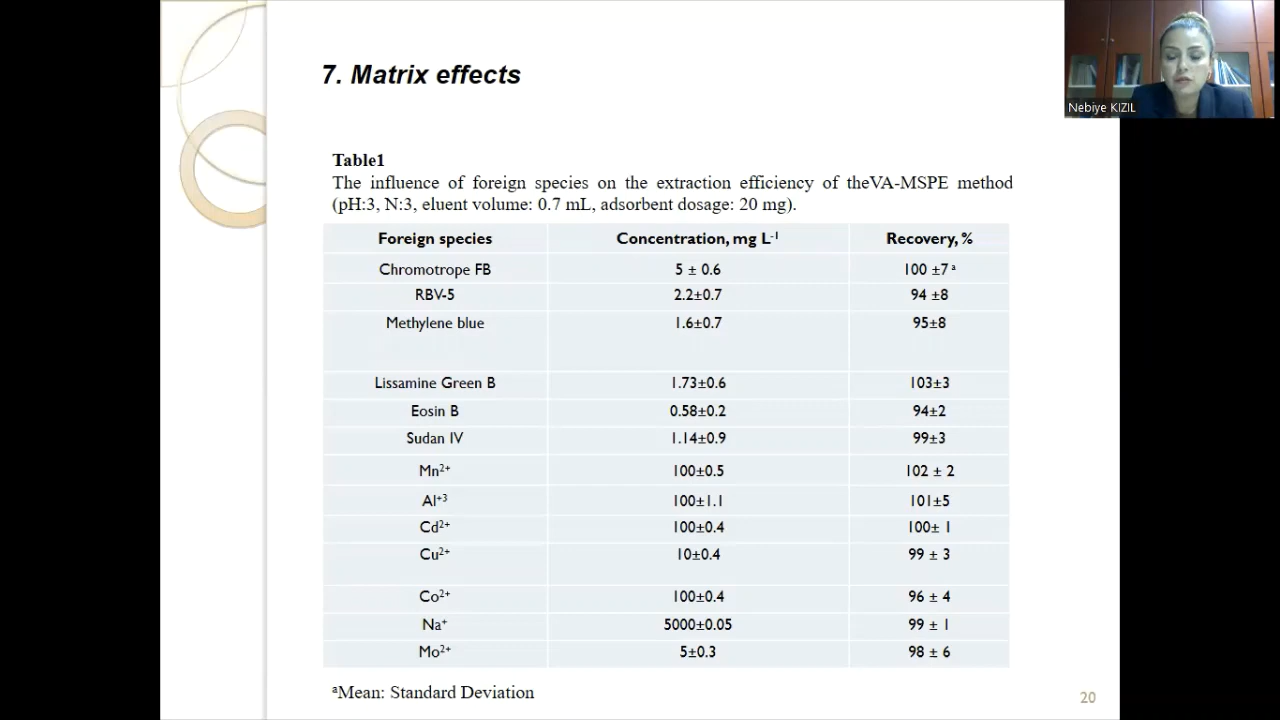 7. Matrix effects
Nebiye KIZIL
Table1
The influence of foreign species on the extraction efficiency of theVA-MSPE method
(pH:3, N:3, eluent volume: 0.7 mL, adsorbent dosage: 20 mg).
Foreign species Concentration, mg L⁻¹ Recovery, %
Chromotrope FB 5 ± 0.6 100 ±7 ᵃ
RBV-5 2.2±0.7 94 ±8
Methylene blue 1.6±0.7 95±8
Lissamine Green B 1.73±0.6 103±3
Eosin B 0.58±0.2 94±2
Sudan IV 1.14±0.9 99±3
Mn²⁺ 100±0.5 102 ± 2
Al⁺³ 100±1.1 101±5
Cd²⁺ 100±0.4 100± 1
Cu²⁺ 10±0.4 99 ± 3
Co²⁺ 100±0.4 96 ± 4
Na⁺ 5000±0.05 99 ± 1
Mo²⁺ 5±0.3 98 ± 6
ᵃMean: Standard Deviation
20